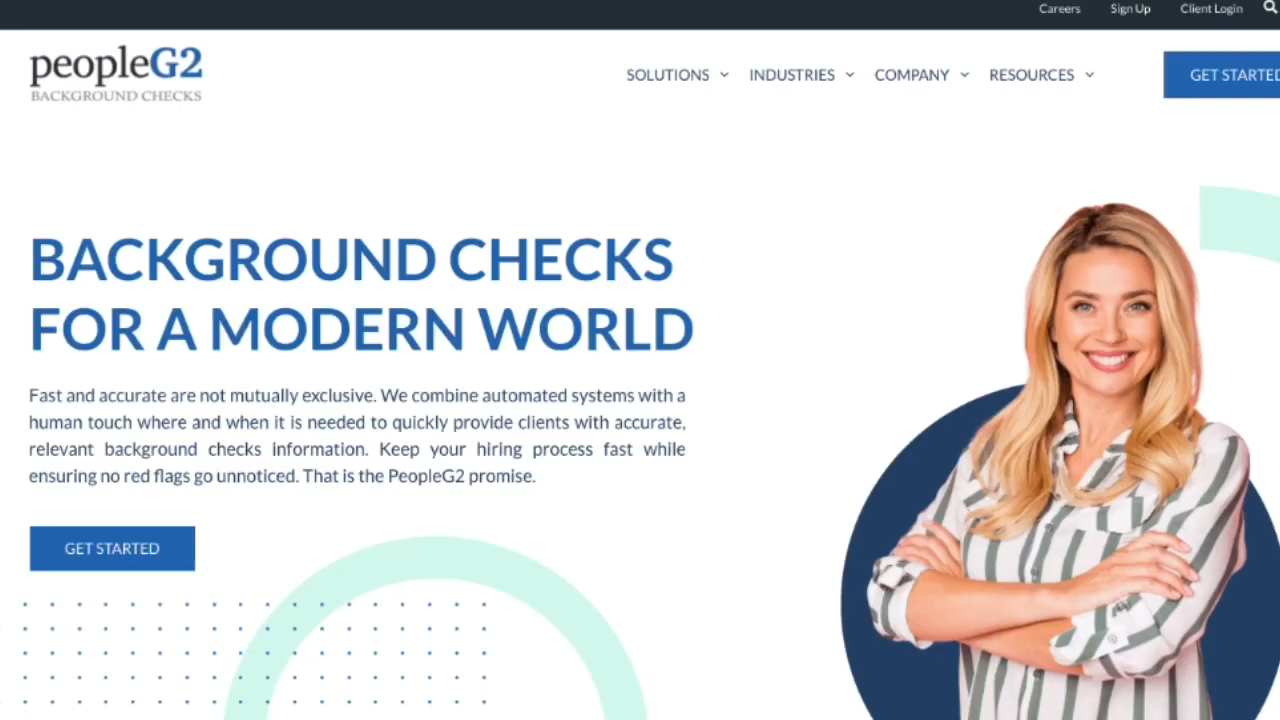 Careers Sign Up Client Login
peopleG2
BACKGROUND CHECKS
SOLUTIONS INDUSTRIES COMPANY RESOURCES
GET STARTED
BACKGROUND CHECKS
FOR A MODERN WORLD
Fast and accurate are not mutually exclusive. We combine automated systems with a
human touch where and when it is needed to quickly provide clients with accurate,
relevant background checks information. Keep your hiring process fast while
ensuring no red flags go unnoticed. That is the PeopleG2 promise.
GET STARTED